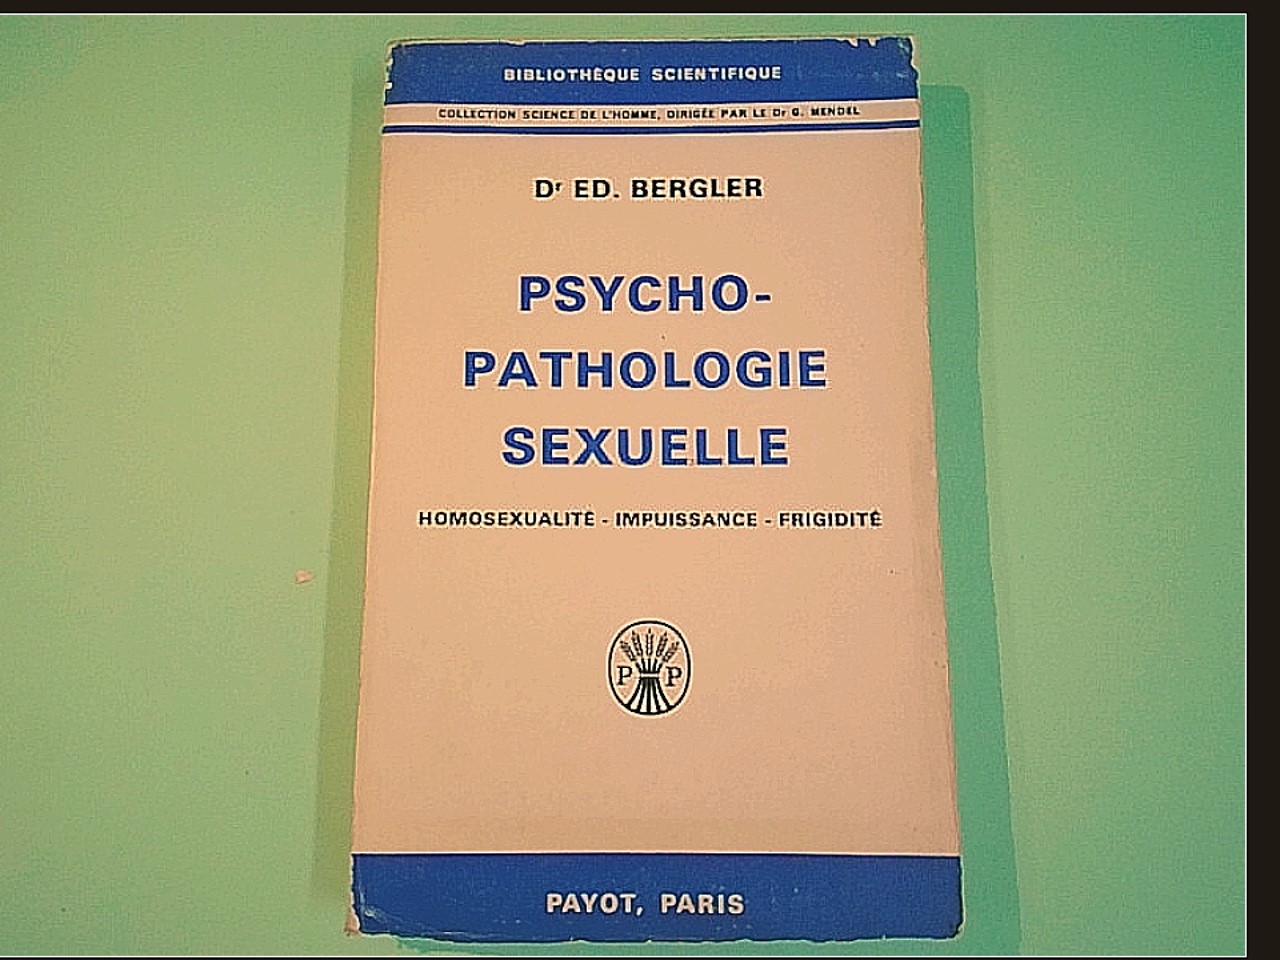 BIBLIOTHÈQUE SCIENTIFIQUE
COLLECTION SCIENCE DE L'HOMME, DIRIGÉE PAR LE Dr G. MENDEL
Dr ED. BERGLER
PSYCHO-
PATHOLOGIE
SEXUELLE
HOMOSEXUALITÉ - IMPUISSANCE - FRIGIDITÉ
P P
PAYOT, PARIS